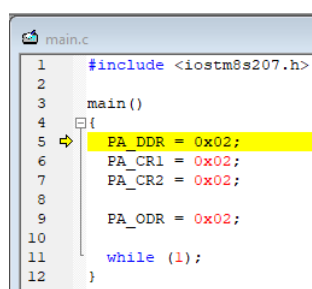 main.c
1 #include <iostm8s207.h>
2
3 main()
4 {
5 PA_DDR = 0x02;
6 PA_CR1 = 0x02;
7 PA_CR2 = 0x02;
8
9 PA_ODR = 0x02;
10
11 while (1);
12 }